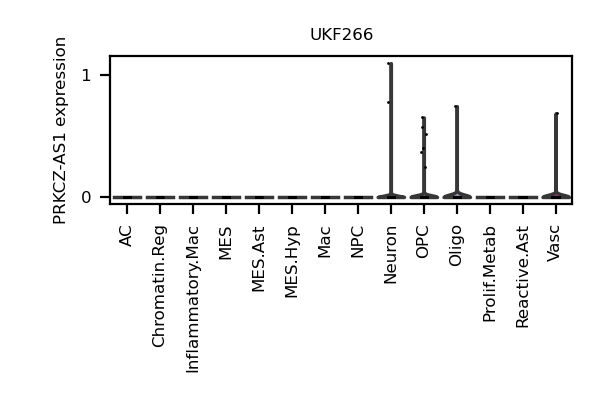 UKF266
PRKCZ-AS1 expression
1
0
AC
Chromatin.Reg
Inflammatory.Mac
MES
MES.Ast
MES.Hyp
Mac
NPC
Neuron
OPC
Oligo
Prolif.Metab
Reactive.Ast
Vasc